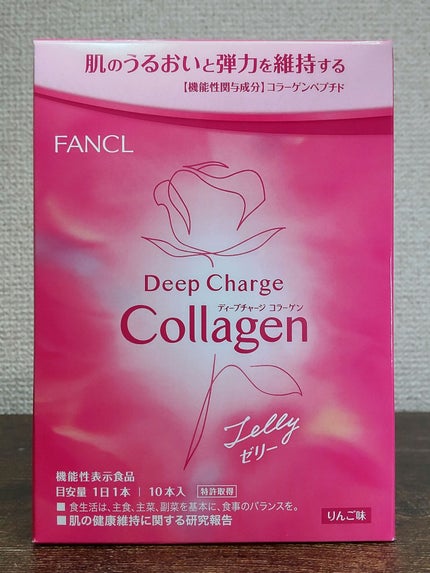 肌のうるおいと弾力を維持する
【機能性関与成分】コラーゲンペプチド
FANCL
Deep Charge
ディープチャージ コラーゲン
Collagen
Jelly
ゼリー
機能性表示食品
目安量 1日1本 | 10本入 特許取得
■ 食生活は、主食、主菜、副菜を基本に、食事のバランスを。
■ 肌の健康維持に関する研究報告
りんご味